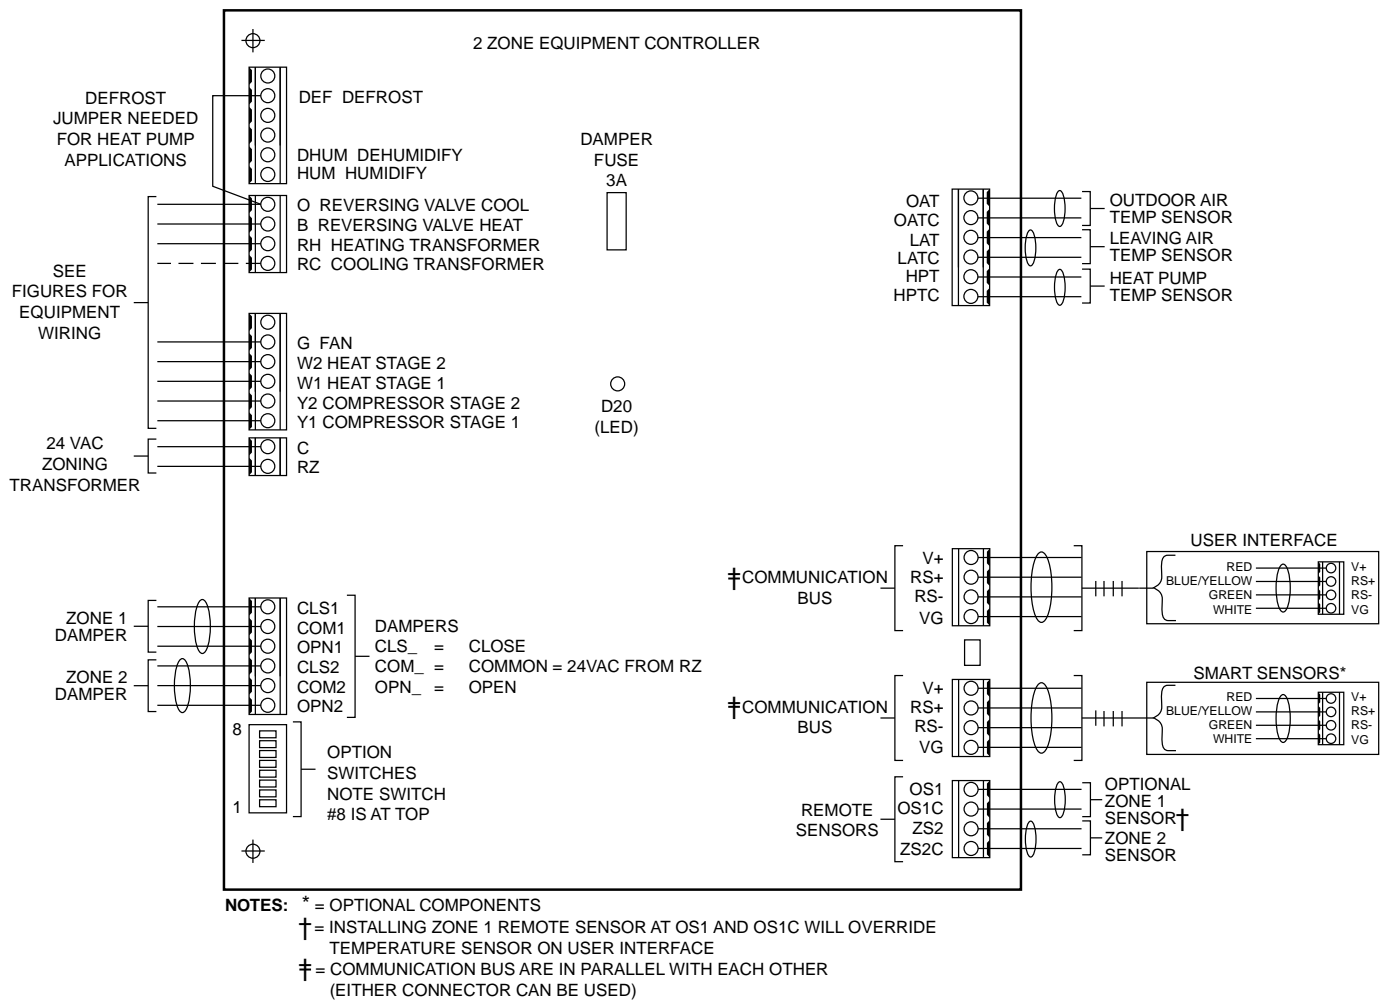 2 ZONE EQUIPMENT CONTROLLER
DEFROST
JUMPER NEEDED
FOR HEAT PUMP
APPLICATIONS
DEF DEFROST
DHUM DEHUMIDIFY
HUM HUMIDIFY
O REVERSING VALVE COOL
B REVERSING VALVE HEAT
RH HEATING TRANSFORMER
RC COOLING TRANSFORMER
SEE
FIGURES FOR
EQUIPMENT
WIRING
G FAN
W2 HEAT STAGE 2
W1 HEAT STAGE 1
Y2 COMPRESSOR STAGE 2
Y1 COMPRESSOR STAGE 1
24 VAC
ZONING
TRANSFORMER
C
RZ
DAMPER
FUSE
3A
D20
(LED)
OAT
OATC
LAT
LATC
HPT
HPTC
OUTDOOR AIR
TEMP SENSOR
LEAVING AIR
TEMP SENSOR
HEAT PUMP
TEMP SENSOR
ZONE 1
DAMPER
ZONE 2
DAMPER
CLS1
COM1
OPN1
CLS2
COM2
OPN2
DAMPERS
CLS_ = CLOSE
COM_ = COMMON = 24VAC FROM RZ
OPN_ = OPEN
8
1
OPTION
SWITCHES
NOTE SWITCH
#8 IS AT TOP
‡COMMUNICATION
BUS
V+
RS+
RS-
VG
USER INTERFACE
RED V+
BLUE/YELLOW RS+
GREEN RS-
WHITE VG
‡COMMUNICATION
BUS
V+
RS+
RS-
VG
SMART SENSORS*
RED V+
BLUE/YELLOW RS+
GREEN RS-
WHITE VG
REMOTE
SENSORS
OS1
OS1C
ZS2
ZS2C
OPTIONAL
ZONE 1
SENSOR†
ZONE 2
SENSOR
NOTES: * = OPTIONAL COMPONENTS
† = INSTALLING ZONE 1 REMOTE SENSOR AT OS1 AND OS1C WILL OVERRIDE
TEMPERATURE SENSOR ON USER INTERFACE
‡ = COMMUNICATION BUS ARE IN PARALLEL WITH EACH OTHER
(EITHER CONNECTOR CAN BE USED)